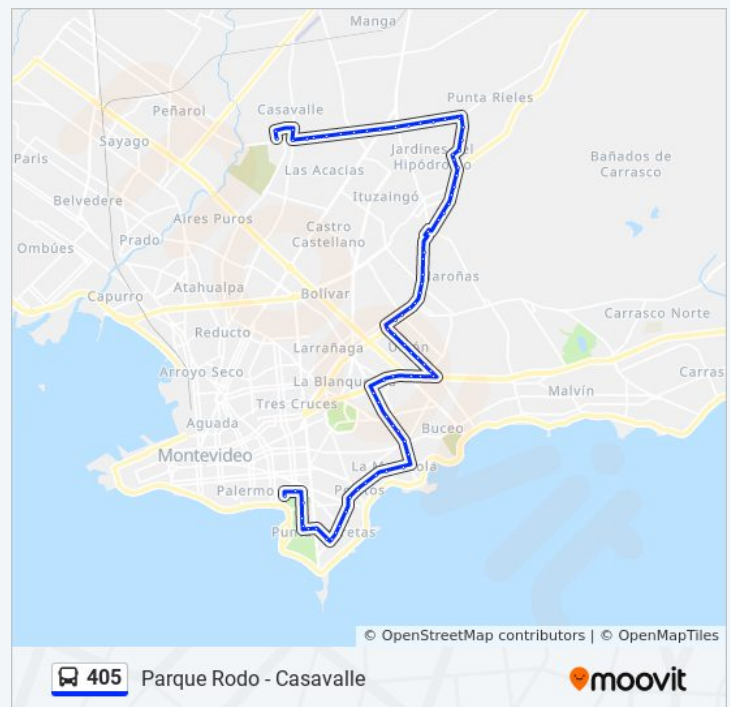 Manga
Punta Rieles
Casavalle
Peñarol
Sayago
Jardines del
Hipódromo
Bañados de
Carrasco
Paris
Las Acacias
Ituzaingó
Belvedere
Aires Puros
Castro
Castellano
Prado
Ombúes
Maroñas
Atahualpa
Bolívar
Capurro
Carrasco Norte
Reducto
Larrañaga
Unión
Arroyo Seco
La Blanqueada
Malvín
Carras
Tres Cruces
Aguada
Buceo
Montevideo
La Mondiola
Palermo
Pocitos
Punta Carretas
© OpenStreetMap contributors | © OpenMapTiles
405 Parque Rodo - Casavalle
moovit